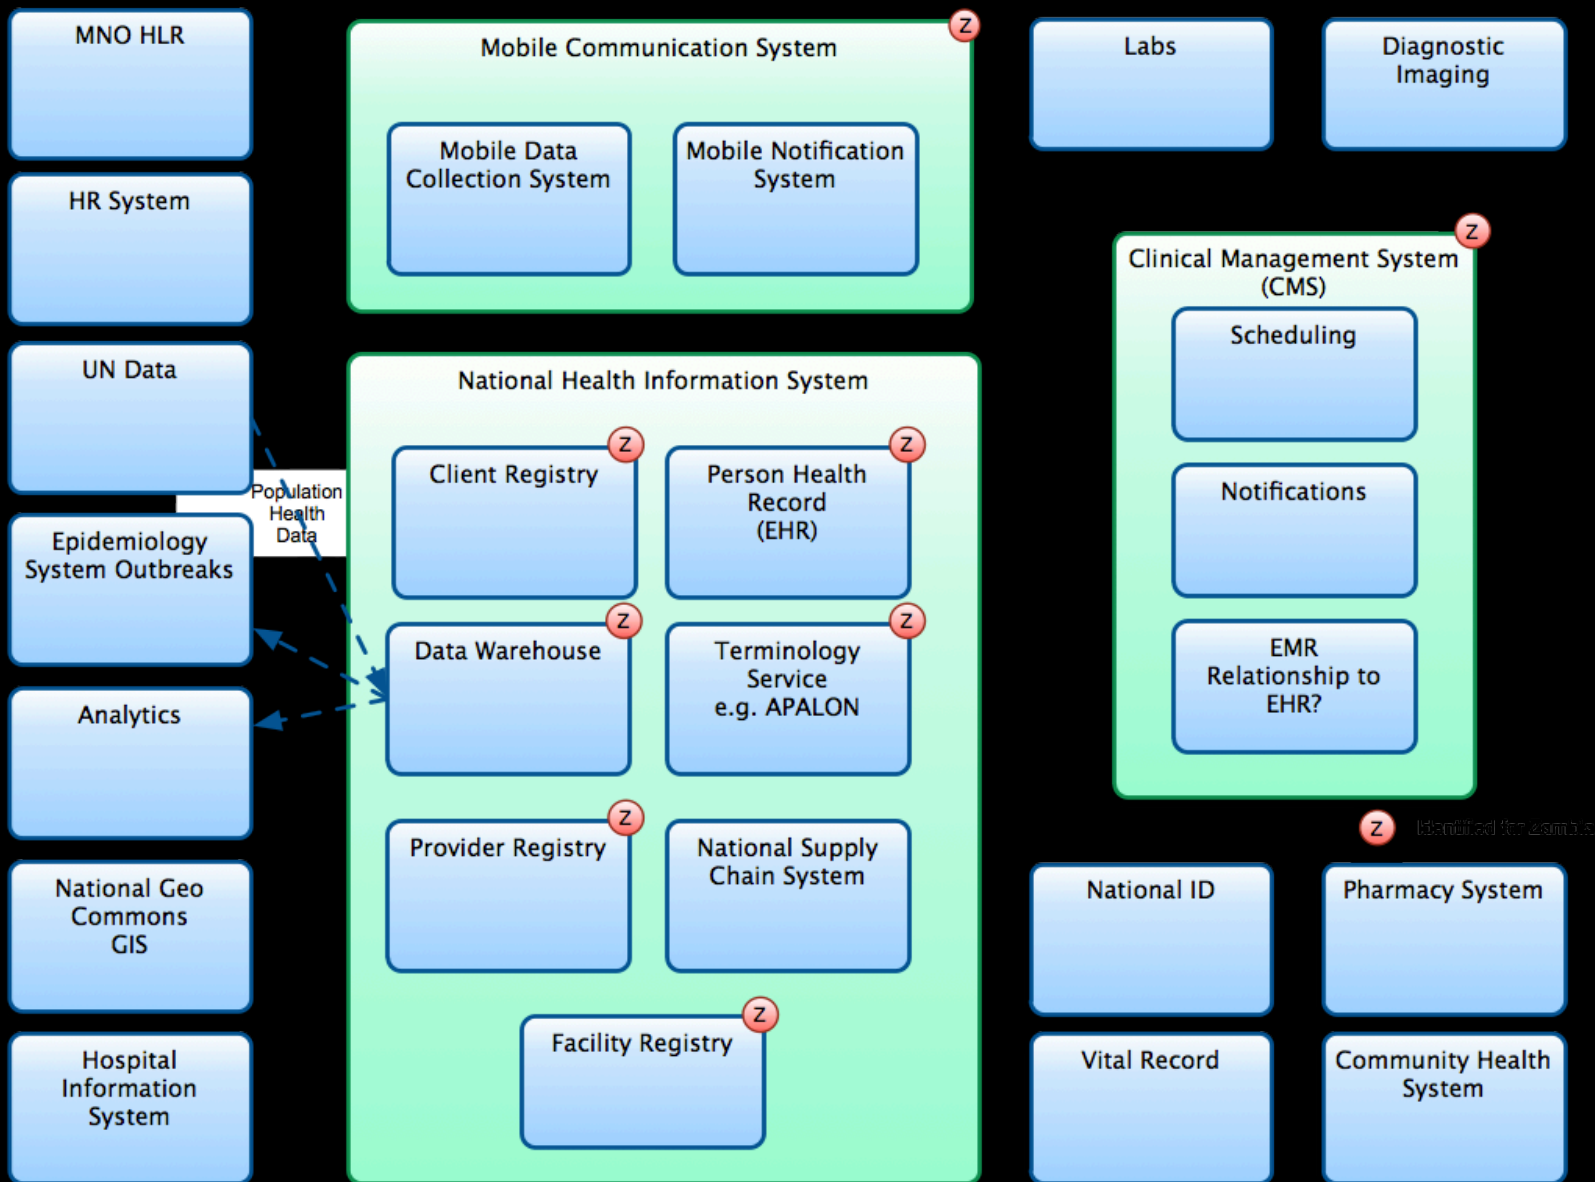 MNO HLR
HR System
UN Data
Population
Health
Data
Epidemiology
System Outbreaks
Analytics
National Geo
Commons
GIS
Hospital
Information
System
Z
Mobile Communication System
Mobile Data
Collection System
Mobile Notification
System
National Health Information System
Z
Client Registry
Z
Person Health
Record
(EHR)
Z
Data Warehouse
Z
Terminology
Service
e.g. APALON
Z
Provider Registry
National Supply
Chain System
Z
Facility Registry
Labs
Diagnostic
Imaging
Z
Clinical Management System
(CMS)
Scheduling
Notifications
EMR
Relationship to
EHR?
Z
Identified for Zambia
National ID
Pharmacy System
Vital Record
Community Health
System